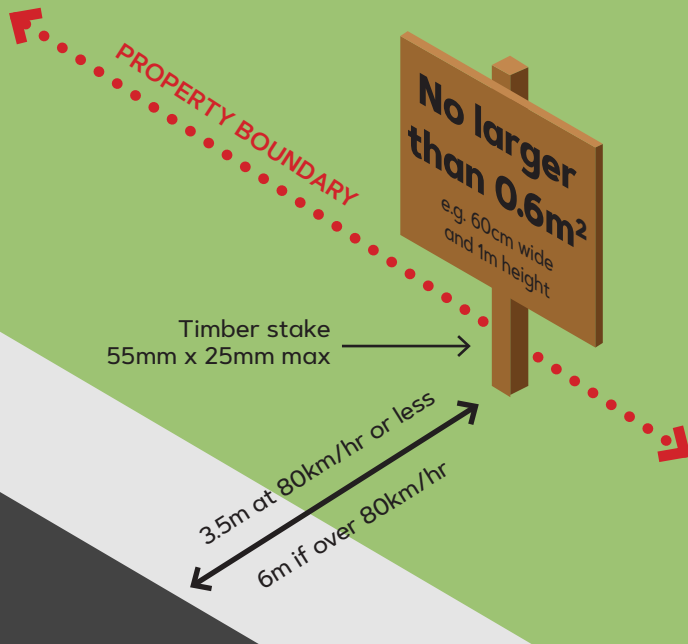 PROPERTY BOUNDARY
No larger
than 0.6m²
e.g. 60cm wide
and 1m height
Timber stake
55mm x 25mm max
3.5m at 80km/hr or less
6m if over 80km/hr